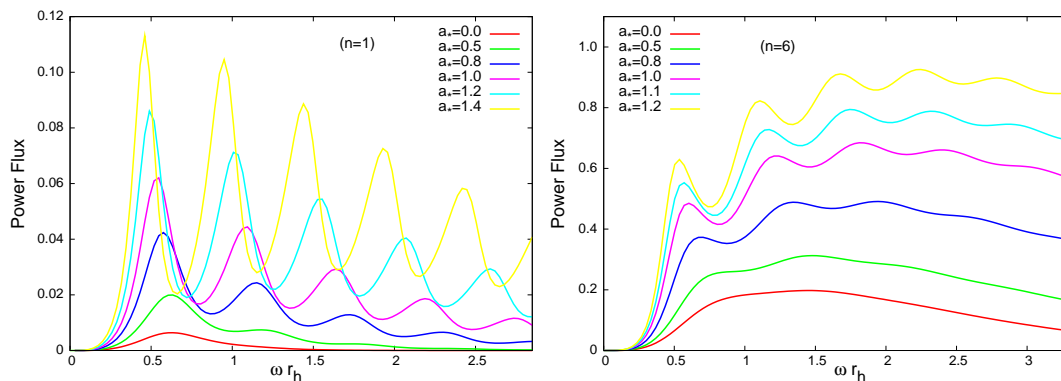 (n=1)
a*=0.0
a*=0.5
a*=0.8
a*=1.0
a*=1.2
a*=1.4
Power Flux
0.12
0.10
0.08
0.06
0.04
0.02
0
0 0.5 1 1.5 2 2.5
ω rh
(n=6)
a*=0.0
a*=0.5
a*=0.8
a*=1.0
a*=1.1
a*=1.2
Power Flux
1.0
0.8
0.6
0.4
0.2
0
0 0.5 1 1.5 2 2.5 3
ω rh